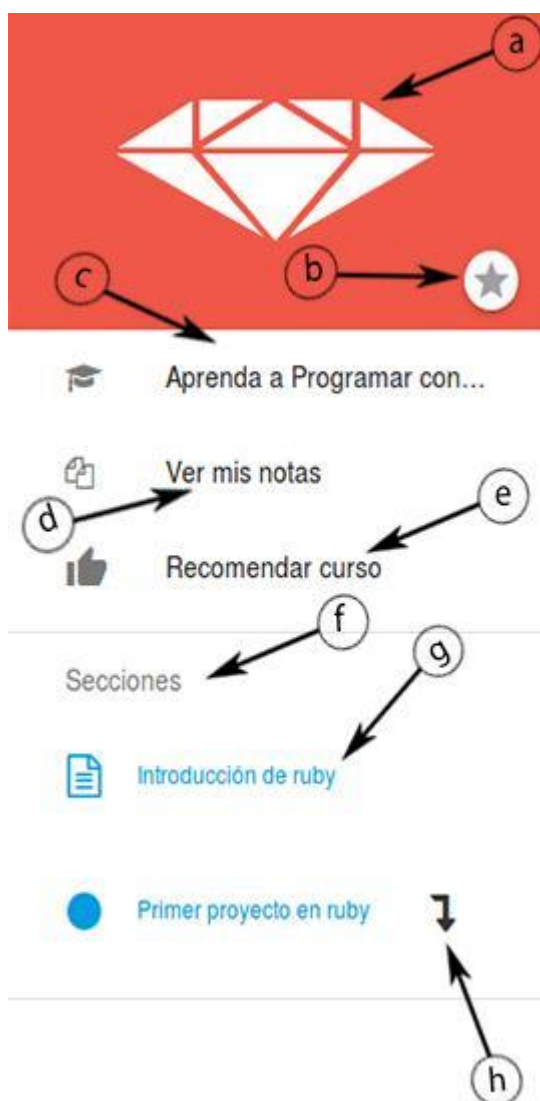 a
b
c
Aprenda a Programar con...
Ver mis notas
d
e
Recomendar curso
f
g
Secciones
Introducción de ruby
Primer proyecto en ruby
h